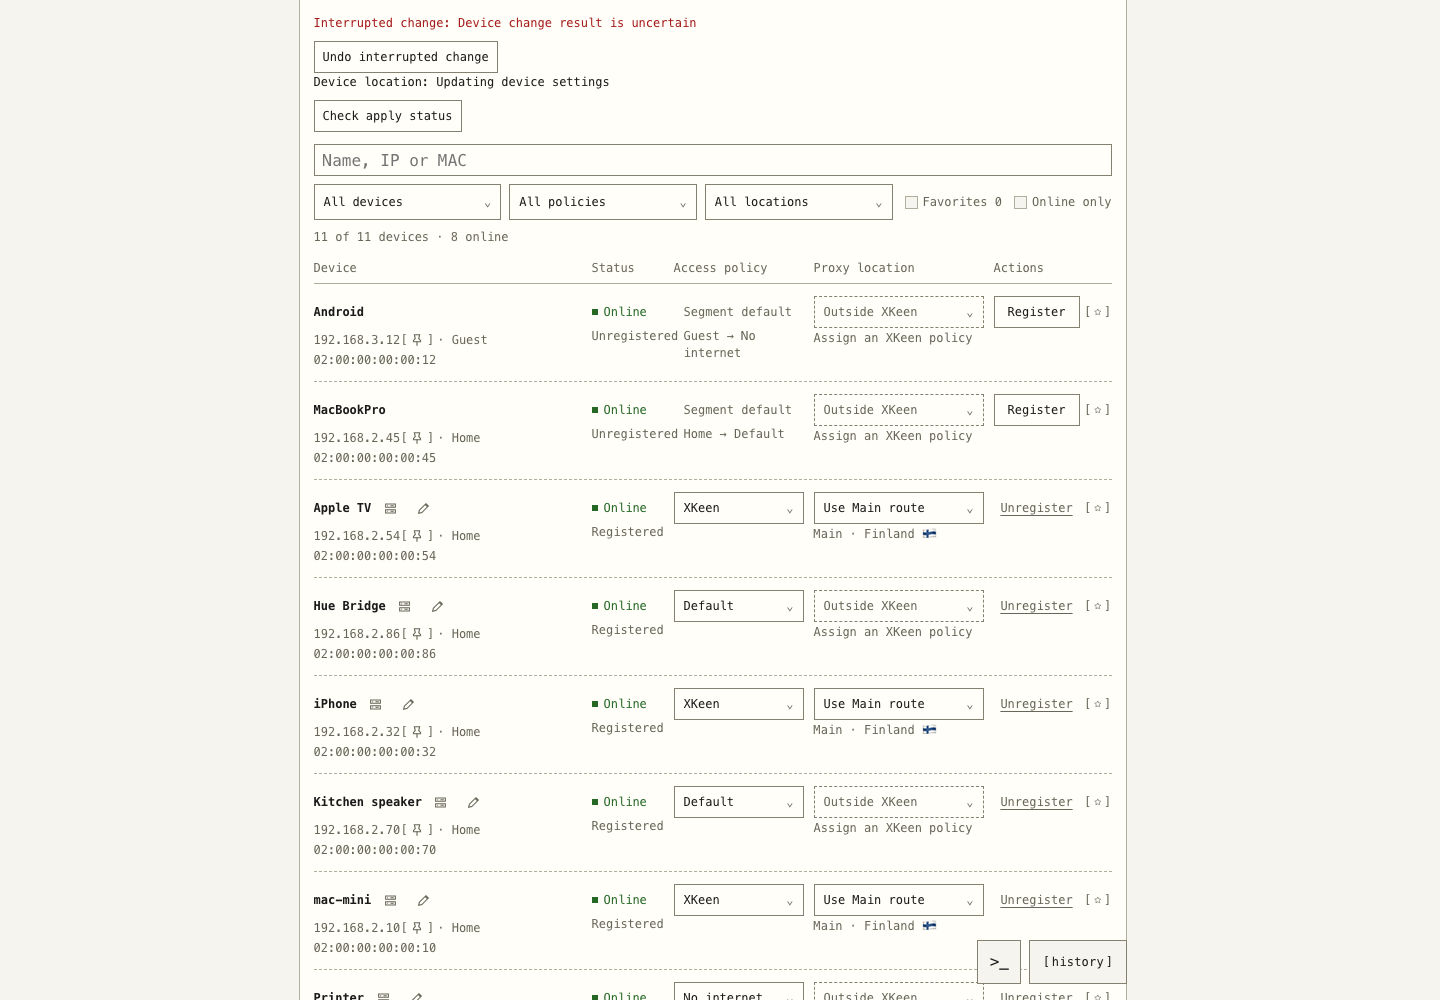 Interrupted change: Device change result is uncertain
Undo interrupted change
Device location: Updating device settings
Check apply status
Name, IP or MAC
All devices All policies All locations Favorites 0 Online only
11 of 11 devices · 8 online
Device Status Access policy Proxy location Actions
Android Online Segment default Outside XKeen Register [☆]
192.168.3.12[ ]· Guest Unregistered Guest → No internet Assign an XKeen policy
02:00:00:00:00:12
MacBookPro Online Segment default Outside XKeen Register [☆]
192.168.2.45[ ]· Home Unregistered Home → Default Assign an XKeen policy
02:00:00:00:00:45
Apple TV Online XKeen Use Main route Unregister [☆]
192.168.2.54[ ]· Home Registered Main · Finland 🇫🇮
02:00:00:00:00:54
Hue Bridge Online Default Outside XKeen Unregister [☆]
192.168.2.86[ ]· Home Registered Assign an XKeen policy
02:00:00:00:00:86
iPhone Online XKeen Use Main route Unregister [☆]
192.168.2.32[ ]· Home Registered Main · Finland 🇫🇮
02:00:00:00:00:32
Kitchen speaker Online Default Outside XKeen Unregister [☆]
192.168.2.70[ ]· Home Registered Assign an XKeen policy
02:00:00:00:00:70
mac-mini Online XKeen Use Main route Unregister [☆]
192.168.2.10[ ]· Home Registered Main · Finland 🇫🇮
02:00:00:00:00:10
>_ [history]
Printer Online No internet Outside XKeen Unregister [☆]